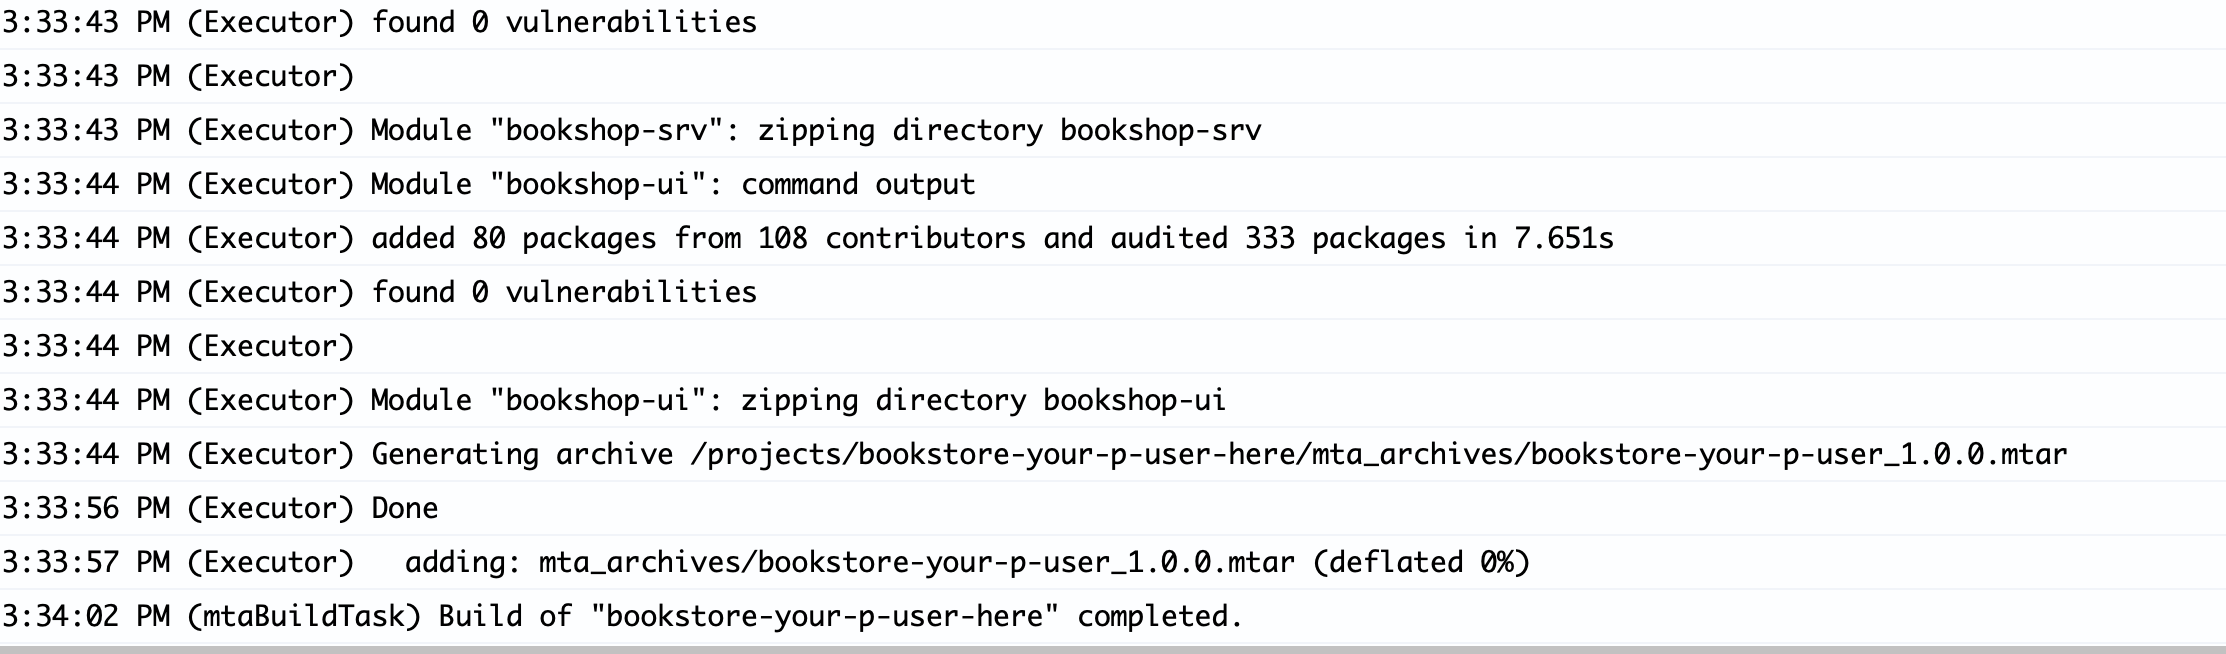 3:33:43 PM (Executor) found 0 vulnerabilities
3:33:43 PM (Executor)
3:33:43 PM (Executor) Module "bookshop-srv": zipping directory bookshop-srv
3:33:44 PM (Executor) Module "bookshop-ui": command output
3:33:44 PM (Executor) added 80 packages from 108 contributors and audited 333 packages in 7.651s
3:33:44 PM (Executor) found 0 vulnerabilities
3:33:44 PM (Executor)
3:33:44 PM (Executor) Module "bookshop-ui": zipping directory bookshop-ui
3:33:44 PM (Executor) Generating archive /projects/bookstore-your-p-user-here/mta_archives/bookstore-your-p-user_1.0.0.mtar
3:33:56 PM (Executor) Done
3:33:57 PM (Executor)   adding: mta_archives/bookstore-your-p-user_1.0.0.mtar (deflated 0%)
3:34:02 PM (mtaBuildTask) Build of "bookstore-your-p-user-here" completed.